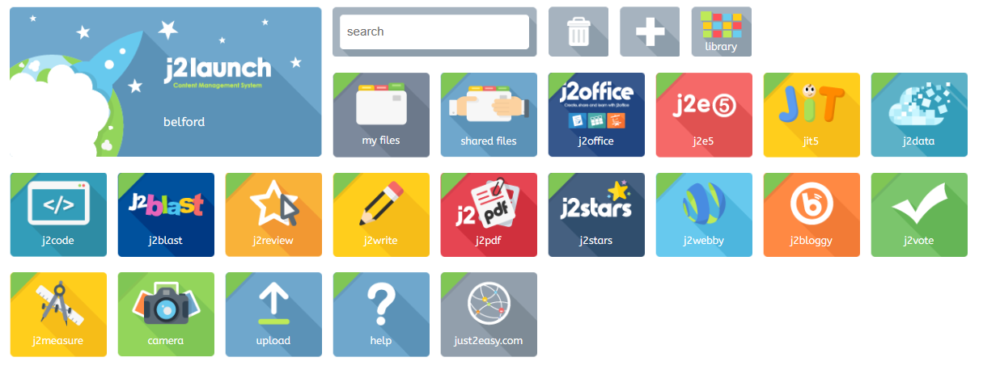 j2launch
Content Management System
belford
search
library
my files
shared files
j2office
Create, share and learn with j2office
j2office
j2e5
j2e5
JIT
jit5
j2data
</>
j2code
j2blast
j2blast
j2review
j2write
j2 pdf
j2pdf
j2stars
j2stars
j2webby
b
j2bloggy
j2vote
j2measure
camera
upload
?
help
just2easy.com